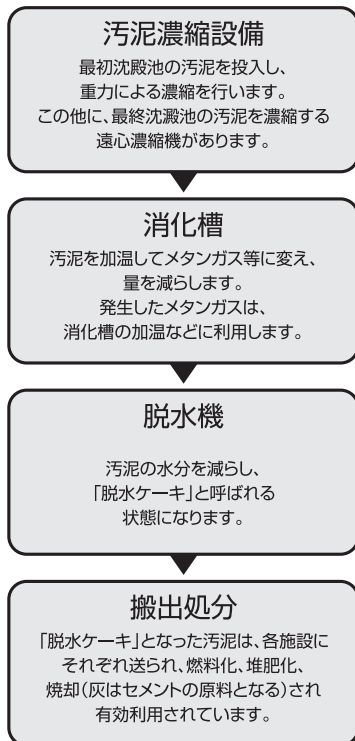 汚泥濃縮設備
最初沈殿池の汚泥を投入し、
重力による濃縮を行います。
この他に、最終沈澱池の汚泥を濃縮する
遠心濃縮機があります。
消化槽
汚泥を加温してメタンガス等に変え、
量を減らします。
発生したメタンガスは、
消化槽の加温などに利用します。
脱水機
汚泥の水分を減らし、
「脱水ケーキ」と呼ばれる
状態になります。
搬出処分
「脱水ケーキ」となった汚泥は、各施設に
それぞれ送られ、燃料化、堆肥化、
焼却(灰はセメントの原料となる)され
有効利用されています。